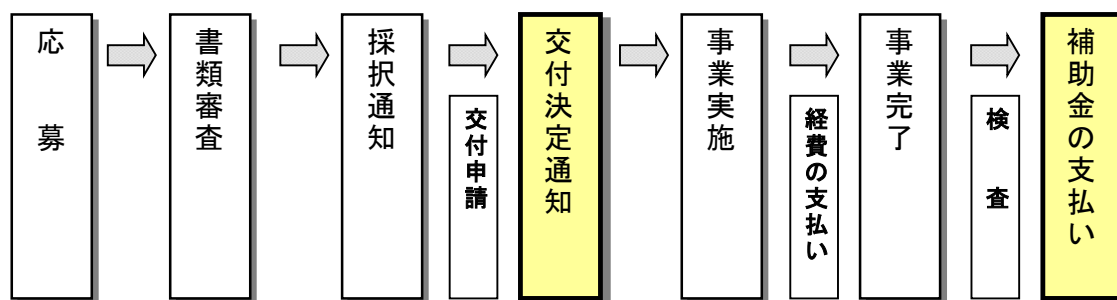 応募
書類審査
採択通知
交付申請
交付決定通知
事業実施
経費の支払い
事業完了
検査
補助金の支払い